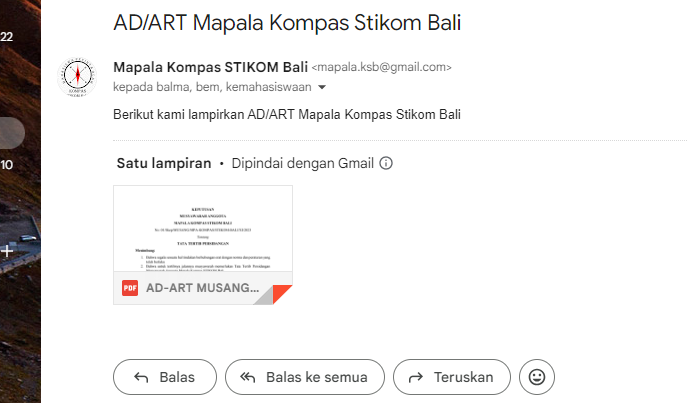 AD/ART Mapala Kompas Stikom Bali
22
Mapala Kompas STIKOM Bali <mapala.ksb@gmail.com>
kepada balma, bem, kemahasiswaan
Berikut kami lampirkan AD/ART Mapala Kompas Stikom Bali
10
Satu lampiran • Dipindai dengan Gmail
KEPUTUSAN
MUSYAWARAH ANGGOTA
MAPALA KOMPAS STIKOM BALI
Tentang
TATA TERTIB PERSIDANGAN
Menimbang:
PDF AD-ART MUSANG...
Balas
Balas ke semua
Teruskan